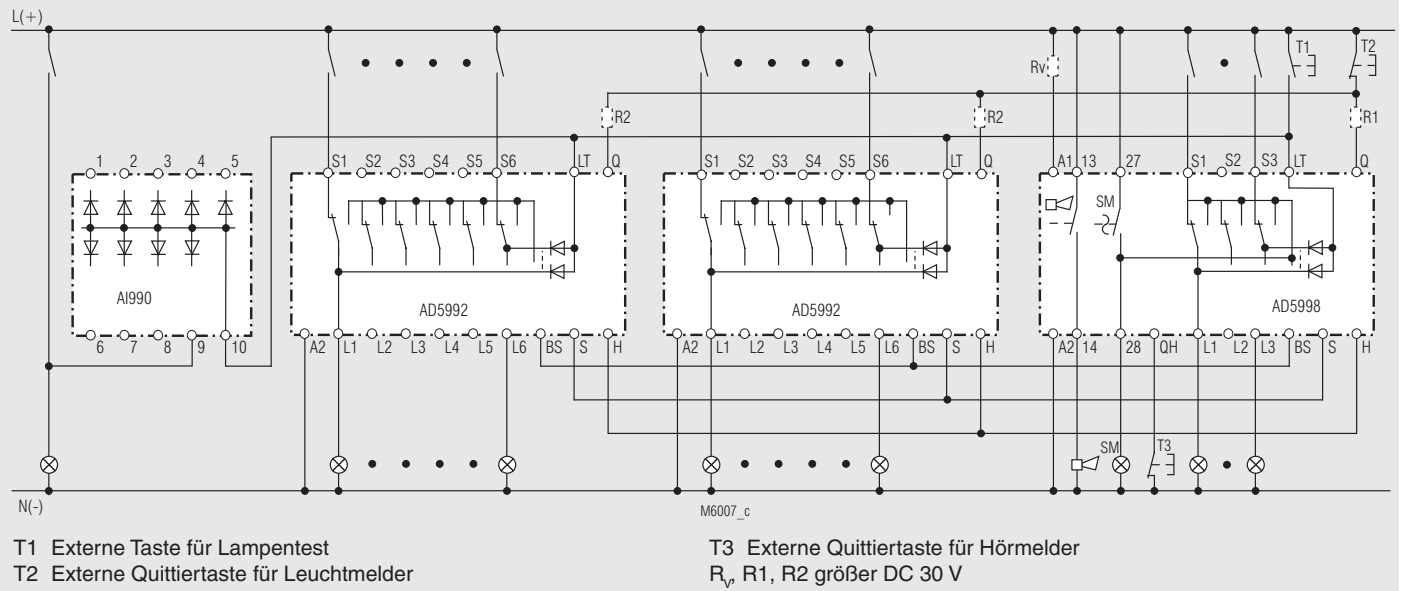 L(+)
T1 T2
Rv
R2 R2 R1
1 2 3 4 5 S1 S2 S3 S4 S5 S6 LT Q S1 S2 S3 S4 S5 S6 LT Q A1 13 27 S1 S2 S3 LT Q
SM
AI990 AD5992 AD5992 AD5998
6 7 8 9 10 A2 L1 L2 L3 L4 L5 L6 BS S H A2 L1 L2 L3 L4 L5 L6 BS S H A2 14 28 QH L1 L2 L3 BS S H
SM T3
N(-)
M6007_c
T1 Externe Taste für Lampentest
T2 Externe Quittiertaste für Leuchtmelder
T3 Externe Quittiertaste für Hörmelder
Rv, R1, R2 größer DC 30 V